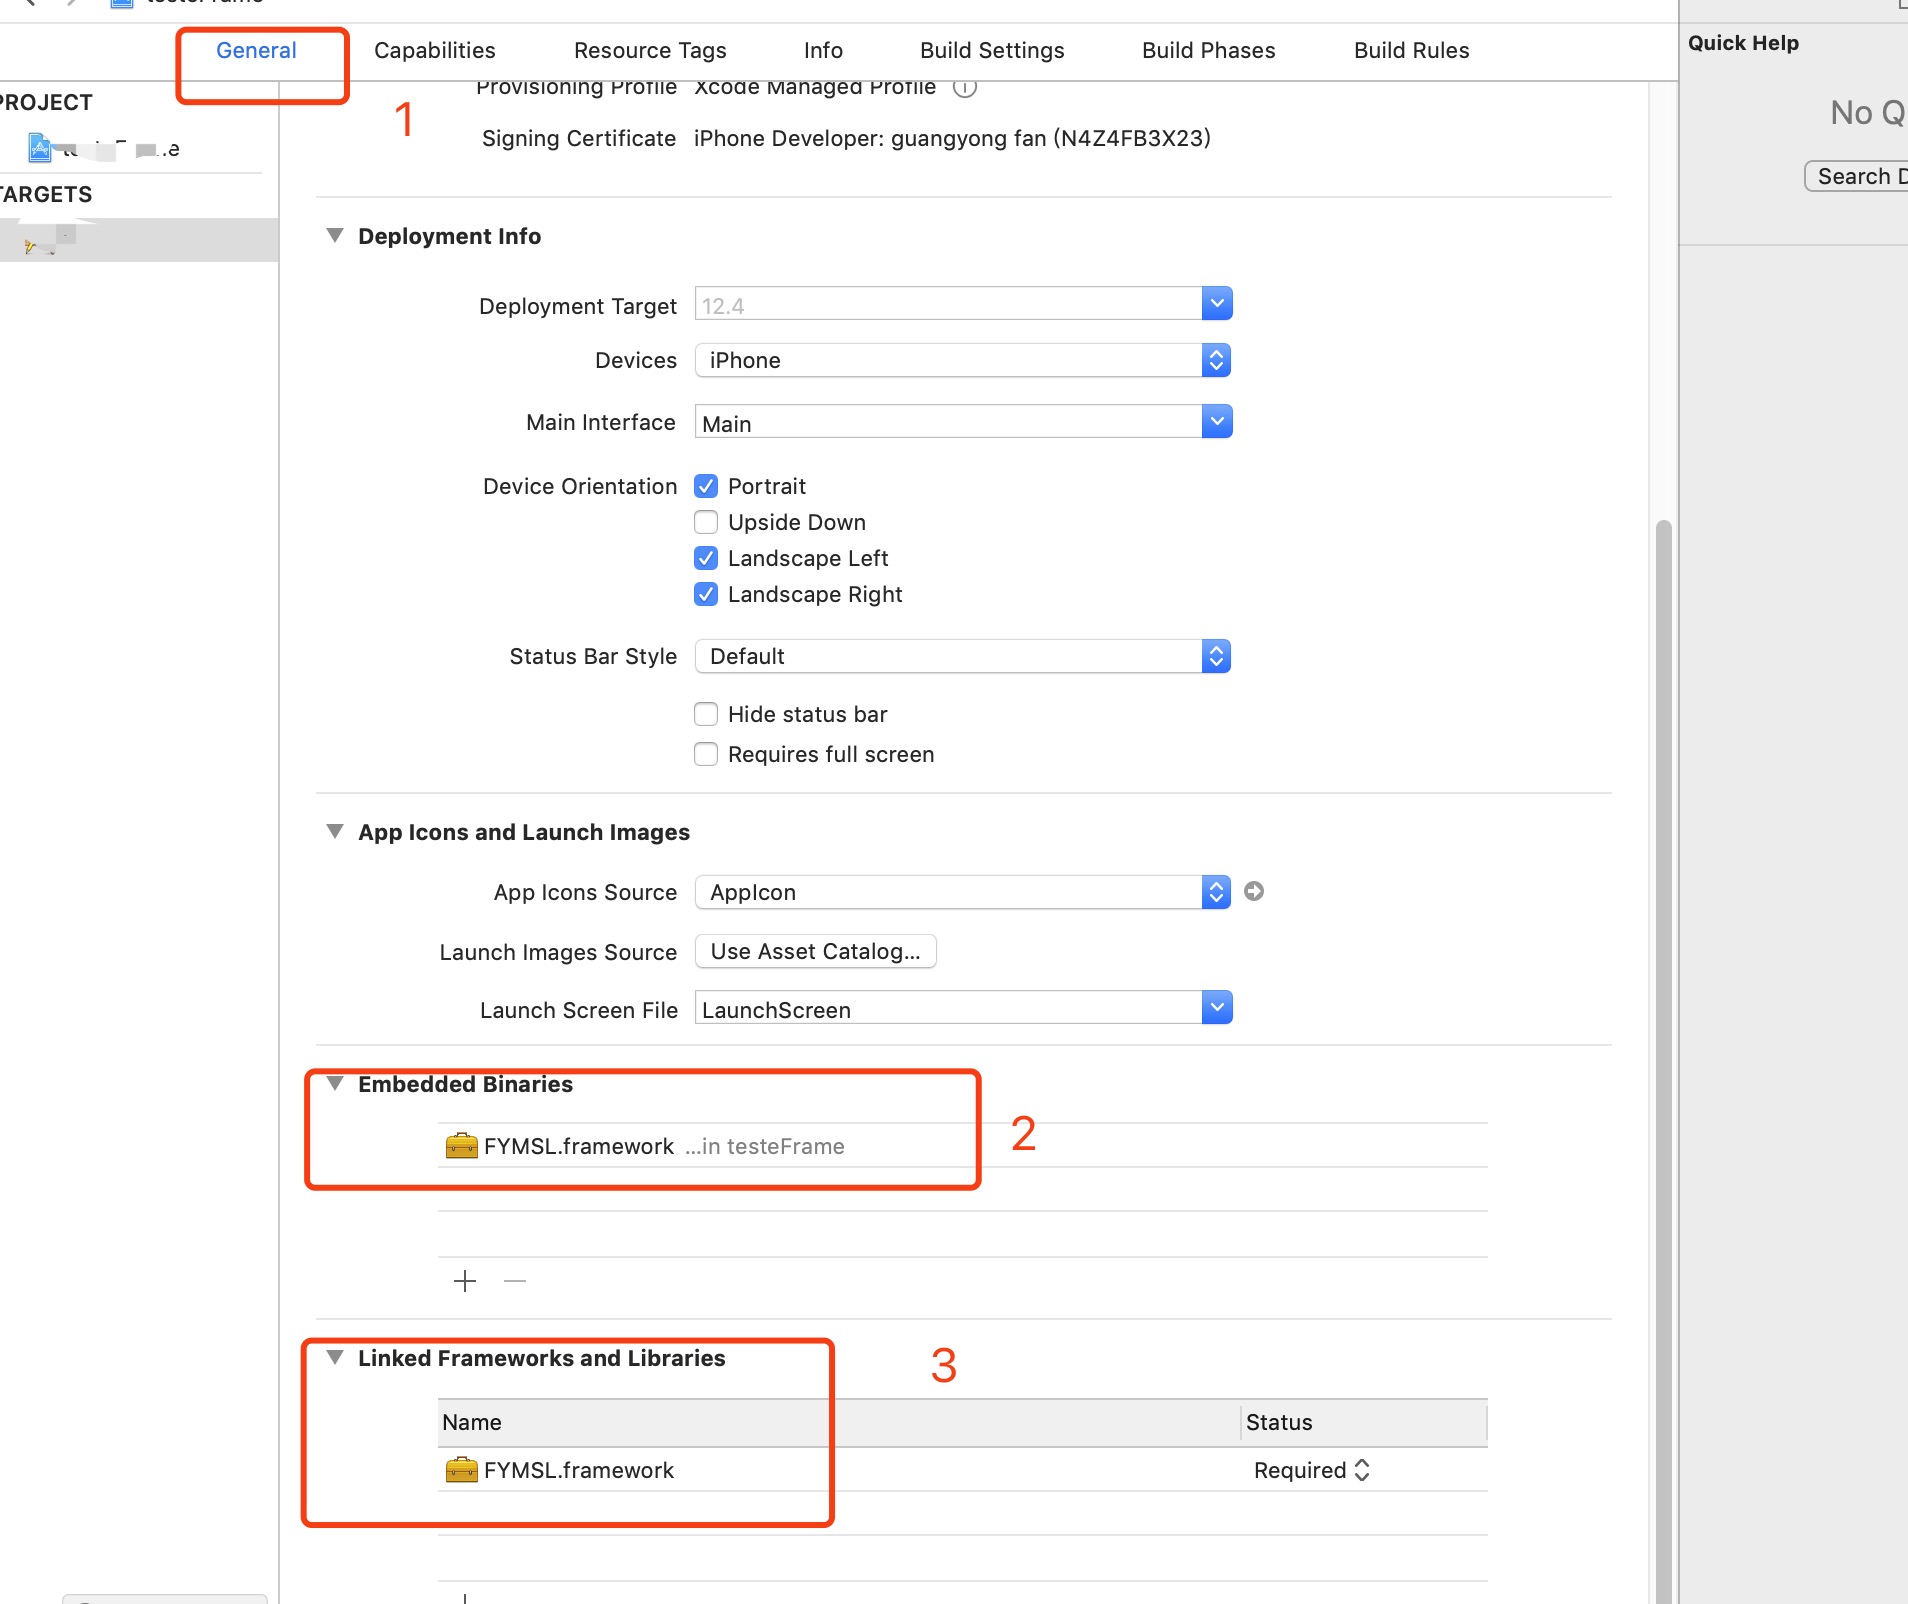 General Capabilities Resource Tags Info Build Settings Build Phases Build Rules
Quick Help
PROJECT
1
Provisioning Profile Xcode Managed Profile
No Q
Signing Certificate iPhone Developer: guangyong fan (N4Z4FB3X23)
Search D
TARGETS
Deployment Info
Deployment Target 12.4
Devices iPhone
Main Interface Main
Device Orientation Portrait
Upside Down
Landscape Left
Landscape Right
Status Bar Style Default
Hide status bar
Requires full screen
App Icons and Launch Images
App Icons Source AppIcon
Launch Images Source Use Asset Catalog...
Launch Screen File LaunchScreen
Embedded Binaries
2
FYMSL.framework ...in testeFrame
Linked Frameworks and Libraries
3
Name Status
FYMSL.framework Required